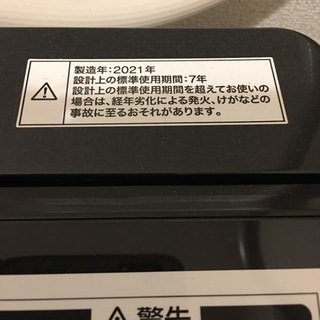 製造年:2021年
設計上の標準使用期間:7年
設計上の標準使用期間を超えてお使いの
場合は、経年劣化による発火、けがなどの
事故に至るおそれがあります。
警告